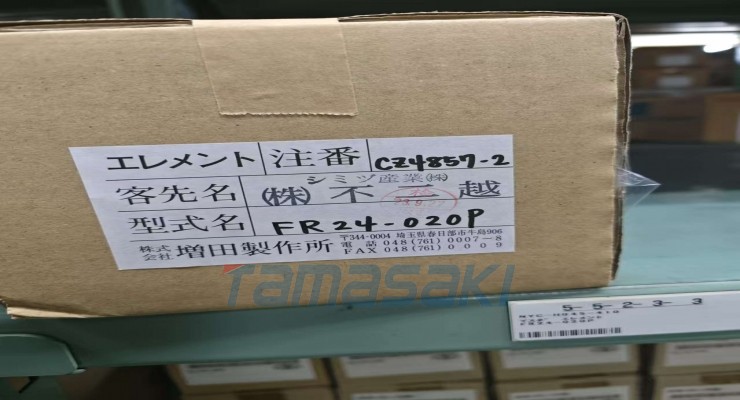 エレメント 注番 CZ4857-2
シミヅ産業(株)
客先名 (株)不二越
型式名 FR24-020P
株式会社 増田製作所
〒344-0004 埼玉県春日部市牛島906
電話 048(761)0007-8
FAX 048(761)0009
Tamasaki
5-5-2-3-3